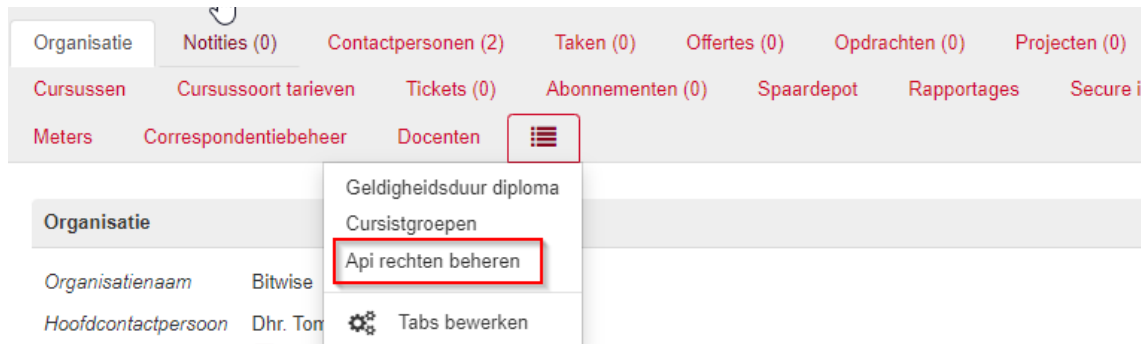 Organisatie Notities (0) Contactpersonen (2) Taken (0) Offertes (0) Opdrachten (0) Projecten (0)
Cursussen Cursussoort tarieven Tickets (0) Abonnementen (0) Spaardepot Rapportages Secure i
Meters Correspondentiebeheer Docenten
Geldigheidsduur diploma
Cursistgroepen
Api rechten beheren
Tabs bewerken
Organisatie
Organisatienaam Bitwise
Hoofdcontactpersoon Dhr. Tom